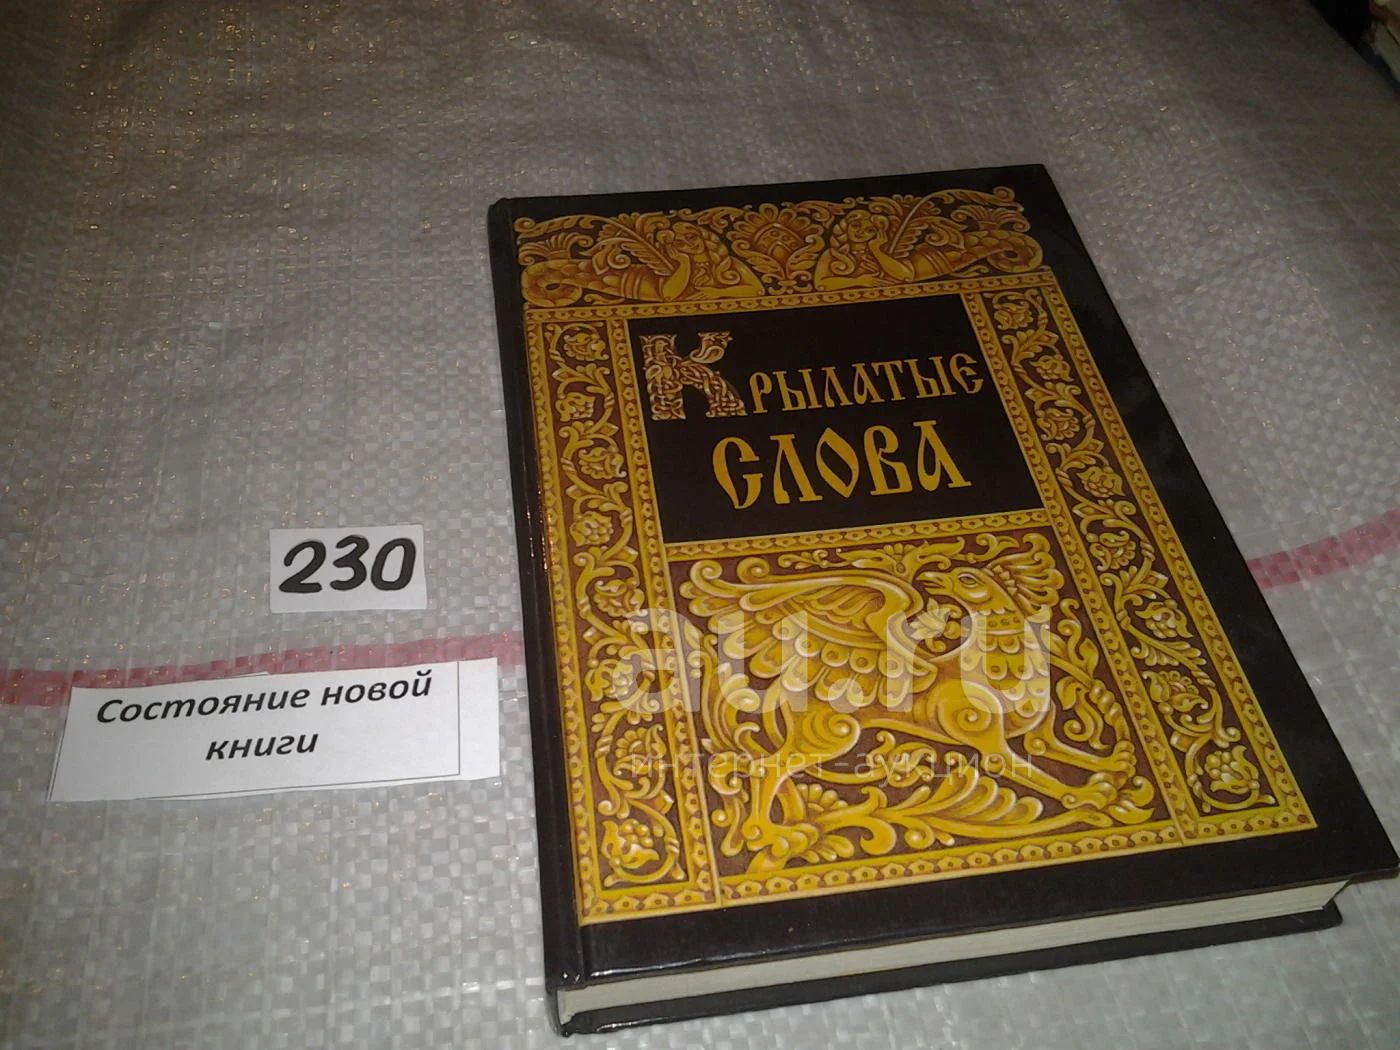 Крылатые
слова
230
Состояние новой
книги
au.ru
интернет-аукцион